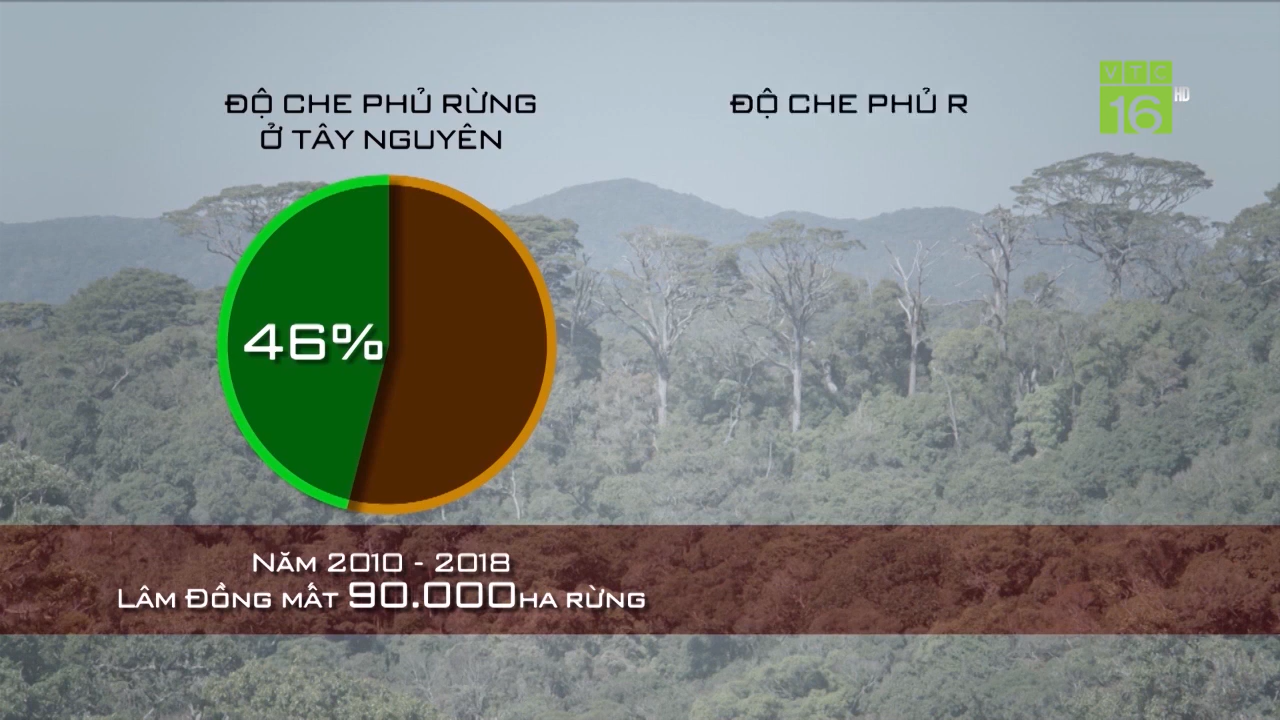 ĐỘ CHE PHỦ RỪNG
Ở TÂY NGUYÊN
ĐỘ CHE PHỦ R
VTC
16
HD
46%
NĂM 2010 - 2018
LÂM ĐỒNG MẤT 90.000HA RỪNG